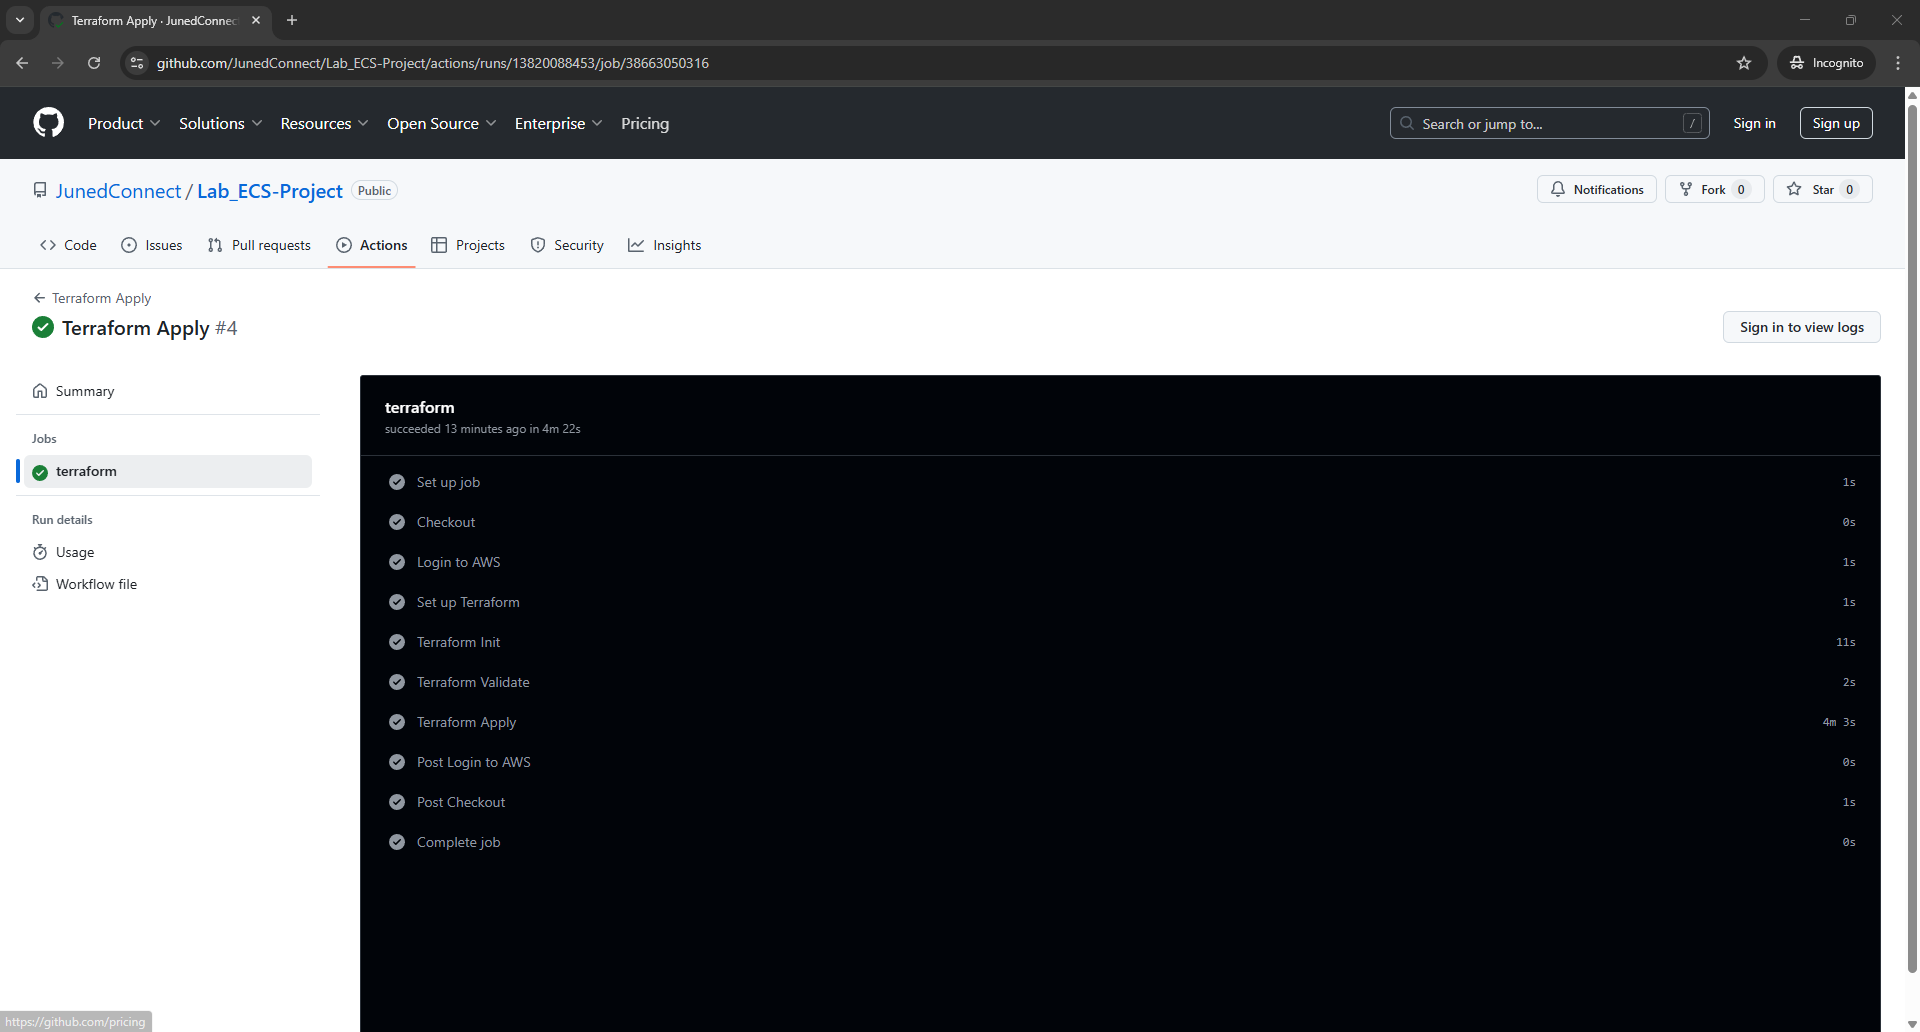 Terraform Apply · JunedConnec
github.com/JunedConnect/Lab_ECS-Project/actions/runs/13820088453/job/38663050316
Incognito
Product Solutions Resources Open Source Enterprise Pricing
Search or jump to... /
Sign in
Sign up
JunedConnect / Lab_ECS-Project Public
Notifications
Fork 0
Star 0
Code Issues Pull requests Actions Projects Security Insights
Terraform Apply
Terraform Apply #4
Sign in to view logs
Summary
Jobs
terraform
Run details
Usage
Workflow file
terraform
succeeded 13 minutes ago in 4m 22s
Set up job 1s
Checkout 0s
Login to AWS 1s
Set up Terraform 1s
Terraform Init 11s
Terraform Validate 2s
Terraform Apply 4m 3s
Post Login to AWS 0s
Post Checkout 1s
Complete job 0s
https://github.com/pricing